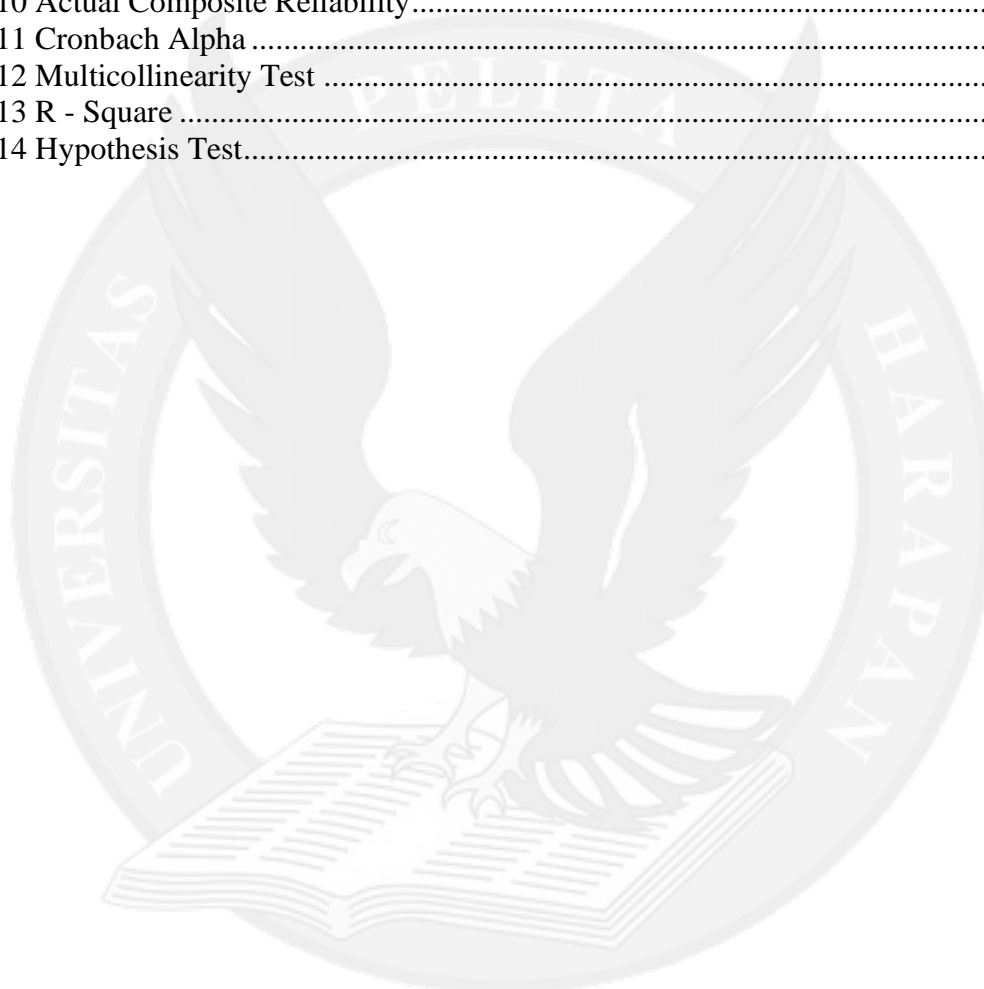 10 Actual Composite Reliability..........................................................................
11 Cronbach Alpha..............................................................................................
12 Multicollinearity Test.....................................................................................
13 R - Square.......................................................................................................
14 Hypothesis Test...............................................................................................
UNIVERSITAS PELITA HARAPAN